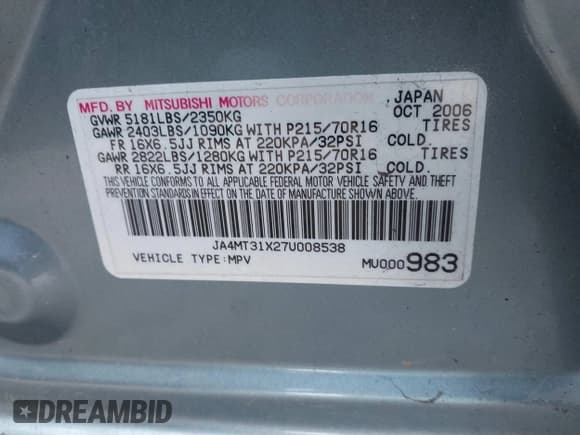 MFD. BY MITSUBISHI MOTORS CORPORATION , JAPAN
GVWR 5181LBS/2350KG OCT 2006
GAWR 2403LBS/1090KG WITH P215/70R16 TIRES
FR 16X6.5JJ RIMS AT 220KPA/32PSI COLD.
GAWR 2822LBS/1280KG WITH P215/70R16 TIRES
RR 16X6.5JJ RIMS AT 220KPA/32PSI COLD.
THIS VEHICLE CONFORMS TO ALL APPLICABLE FEDERAL MOTOR VEHICLE SAFETY AND THEFT
PREVENTION STANDARDS IN EFFECT ON THE DATE OF MANUFACTURE SHOWN ABOVE.
JA4MT31X27U008538
VEHICLE TYPE:MPV MU000983
DREAMBID